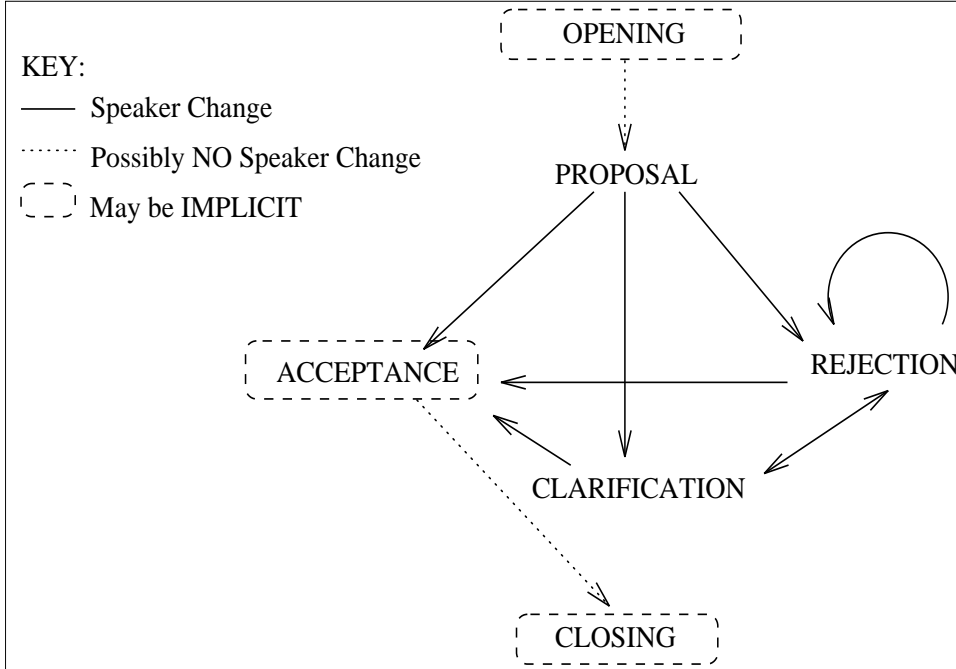 OPENING
KEY:
Speaker Change
Possibly NO Speaker Change
May be IMPLICIT
PROPOSAL
REJECTION
ACCEPTANCE
CLARIFICATION
CLOSING